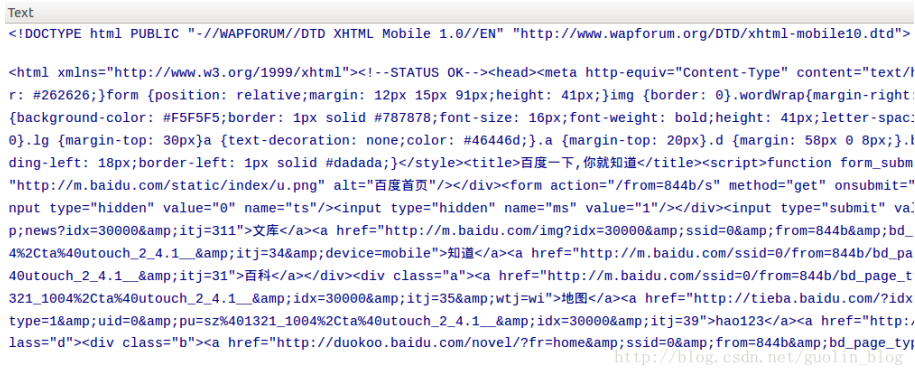 Text
<!DOCTYPE html PUBLIC "-//WAPFORUM//DTD XHTML Mobile 1.0//EN" "http://www.wapforum.org/DTD/xhtml-mobile10.dtd">
<html xmlns="http://www.w3.org/1999/xhtml"><!--STATUS OK--><head><meta http-equiv="Content-Type" content="text/h
r: #262626;}form {position: relative;margin: 12px 15px 91px;height: 41px;}img {border: 0}.wordWrap{margin-right:
{background-color: #F5F5F5;border: 1px solid #787878;font-size: 16px;font-weight: bold;height: 41px;letter-spaci
0}.lg {margin-top: 30px}a {text-decoration: none;color: #46446d;}.a {margin-top: 20px}.d {margin: 58px 0 8px;}.b
ding-left: 18px;border-left: 1px solid #dadada;}</style><title>百度一下,你就知道</title><script>function form_subm
"http://m.baidu.com/static/index/u.png" alt="百度首页"/></div><form action="/from=844b/s" method="get" onsubmit="
nput type="hidden" value="0" name="ts"/><input type="hidden" name="ms" value="1"/></div><input type="submit" val
p;news?idx=30000&amp;itj=311">文库</a><a href="http://m.baidu.com/img?idx=30000&amp;ssid=0&amp;from=844b&amp;bd_
4%2Cta%40utouch_2_4.1__&amp;itj=34&amp;device=mobile">知道</a><a href="http://m.baidu.com/ssid=0/from=844b/bd_pa
40utouch_2_4.1__&amp;itj=31">百科</a></div><div class="a"><a href="http://m.baidu.com/ssid=0/from=844b/bd_page_t
321_1004%2Cta%40utouch_2_4.1__&amp;idx=30000&amp;itj=35&amp;wtj=wi">地图</a><a href="http://tieba.baidu.com/?idx
type=1&amp;uid=0&amp;pu=sz%401321_1004%2Cta%40utouch_2_4.1__&amp;idx=30000&amp;itj=39">hao123</a><a href="http:/
lass="d"><div class="b"><a href="http://duokoo.baidu.com/novel/?fr=home&amp;ssid=0&amp;from=844b&amp;bd_page_typ
http://blog.csdn.net/guolin_blog